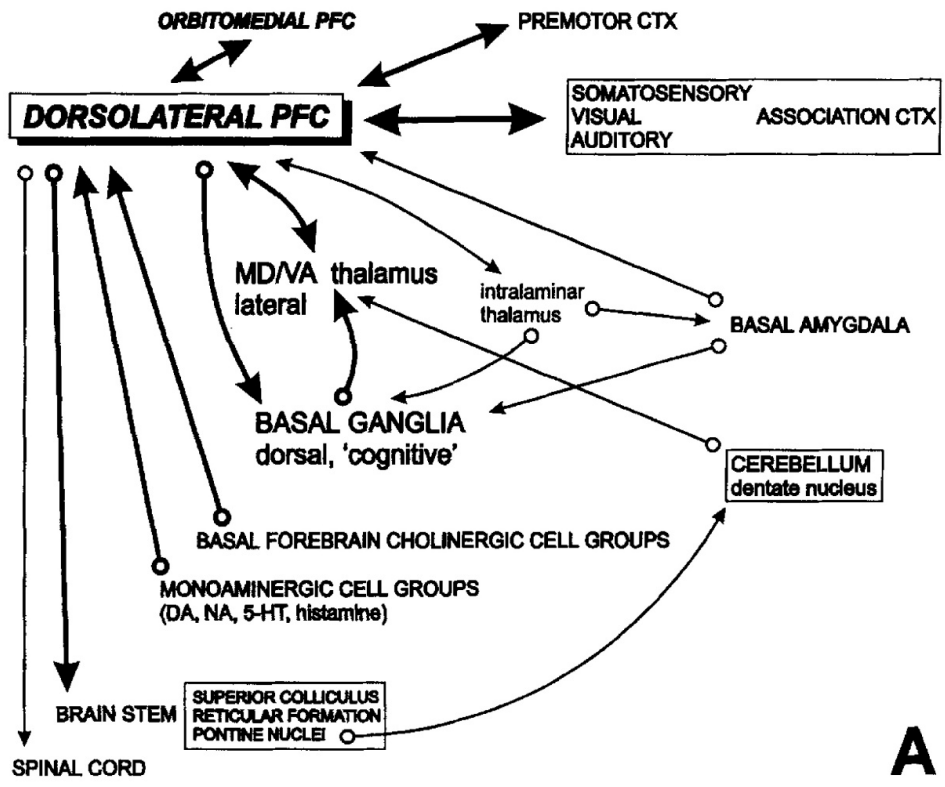 ORBITOMEDIAL PFC
PREMOTOR CTX
DORSOLATERAL PFC
SOMATOSENSORY
VISUAL ASSOCIATION CTX
AUDITORY
MD/VA thalamus
lateral
intralaminar
thalamus
BASAL AMYGDALA
BASAL GANGLIA
dorsal, 'cognitive'
CEREBELLUM
dentate nucleus
BASAL FOREBRAIN CHOLINERGIC CELL GROUPS
MONOAMINERGIC CELL GROUPS
(DA, NA, 5-HT, histamine)
BRAIN STEM
SUPERIOR COLLICULUS
RETICULAR FORMATION
PONTINE NUCLEI
SPINAL CORD
A